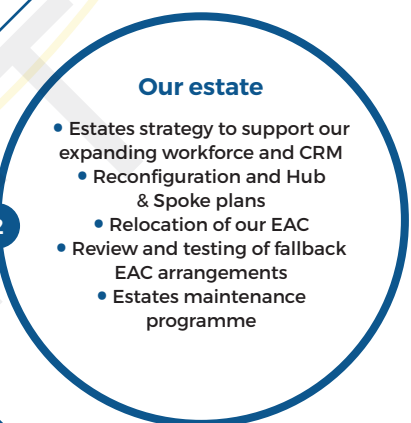 Our estate
• Estates strategy to support our
expanding workforce and CRM
• Reconfiguration and Hub
& Spoke plans
• Relocation of our EAC
• Review and testing of fallback
EAC arrangements
• Estates maintenance
programme
2